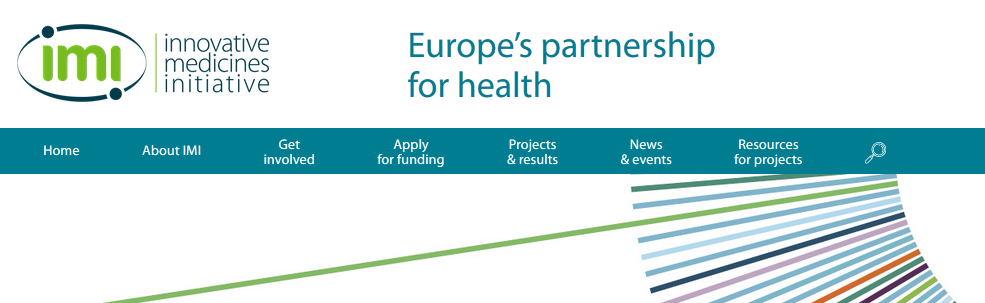 imi
innovative
medicines
initiative
Europe's partnership
for health
Home
About IMI
Get
involved
Apply
for funding
Projects
& results
News
& events
Resources
for projects